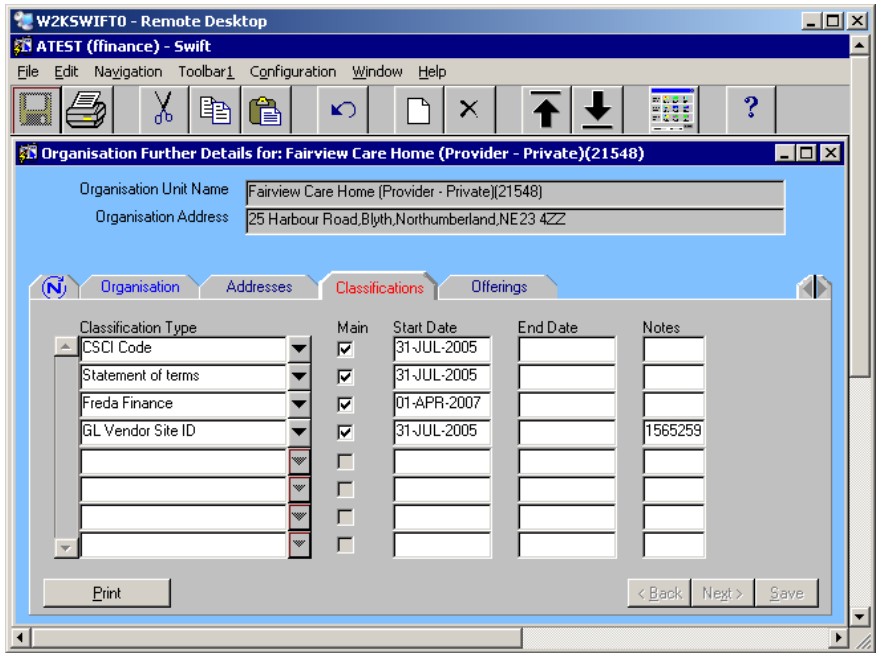 W2KSWIFT0 - Remote Desktop
ATEST (ffinance) - Swift
File Edit Navigation Toolbar1 Configuration Window Help
?
Organisation Further Details for: Fairview Care Home (Provider - Private)(21548)
Organisation Unit Name Fairview Care Home (Provider - Private)(21548)
Organisation Address 25 Harbour Road,Blyth,Northumberland,NE23 4ZZ
N Organisation Addresses Classifications Offerings
Classification Type Main Start Date End Date Notes
CSCI Code 31-JUL-2005
Statement of terms 31-JUL-2005
Freda Finance 01-APR-2007
GL Vendor Site ID 31-JUL-2005 1565259
Print < Back Next > Save